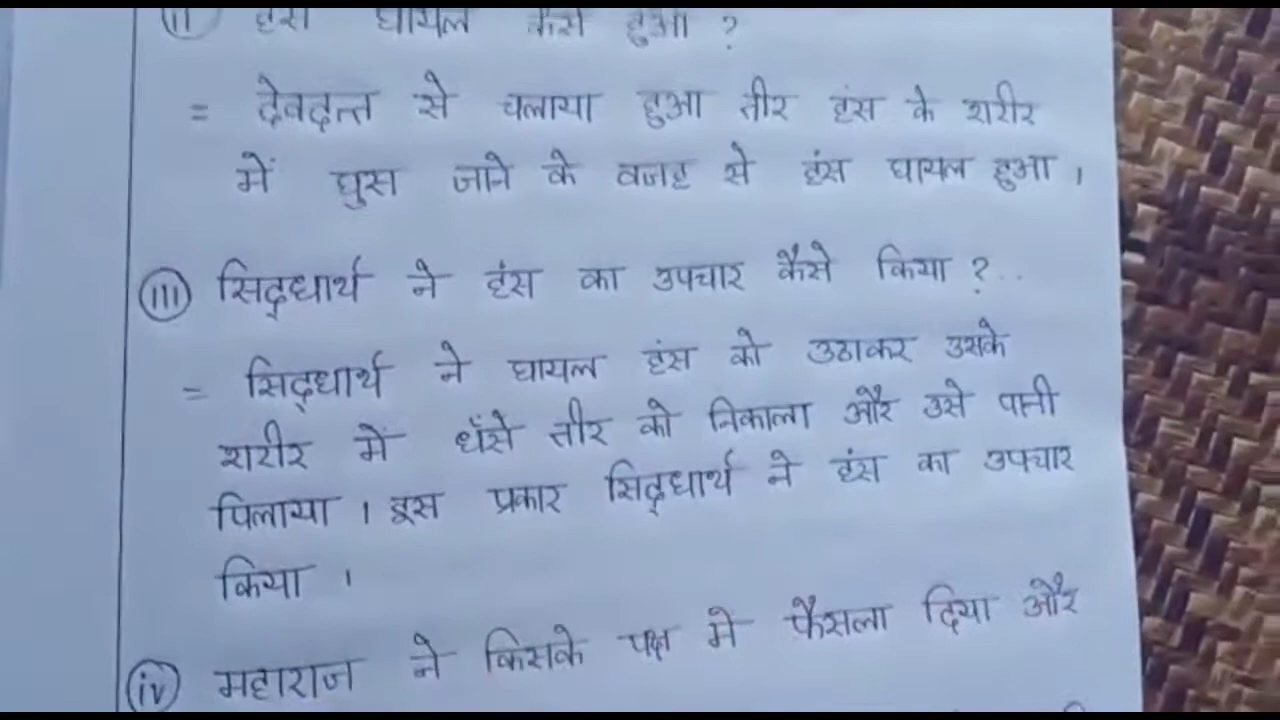 (ii) हंस घायल कैसे हुआ ?
= देवदत्त से चलाया हुआ तीर हंस के शरीर
में घुस जाने के वजह से हंस घायल हुआ ।
(iii) सिद्धार्थ ने हंस का उपचार कैसे किया ?..
= सिद्धार्थ ने घायल हंस को उठाकर उसके
शरीर में धँसे तीर को निकाला और उसे पानी
पिलाया । इस प्रकार सिद्धार्थ ने हंस का उपचार
किया ।
(iv) महाराज ने किसके पक्ष मे फैसला दिया और